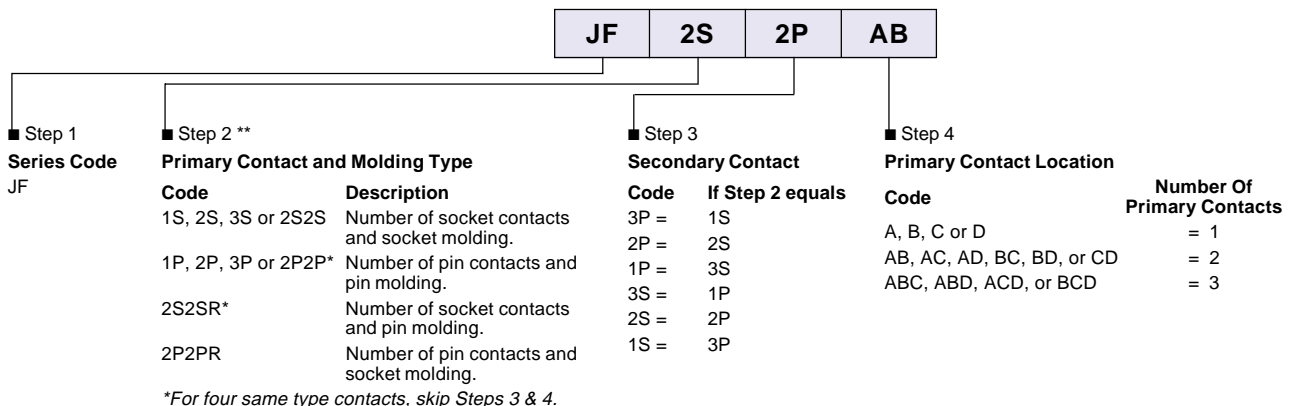 JF 2S 2P AB
■ Step 1
Series Code
JF
■ Step 2 **
Primary Contact and Molding Type
Code Description
1S, 2S, 3S or 2S2S Number of socket contacts
and socket molding.
1P, 2P, 3P or 2P2P* Number of pin contacts and
pin molding.
2S2SR* Number of socket contacts
and pin molding.
2P2PR Number of pin contacts and
socket molding.
*For four same type contacts, skip Steps 3 & 4.
■ Step 3
Secondary Contact
Code If Step 2 equals
3P = 1S
2P = 2S
1P = 3S
3S = 1P
2S = 2P
1S = 3P
■ Step 4
Primary Contact Location
Code Number Of
Primary Contacts
A, B, C or D = 1
AB, AC, AD, BC, BD, or CD = 2
ABC, ABD, ACD, or BCD = 3